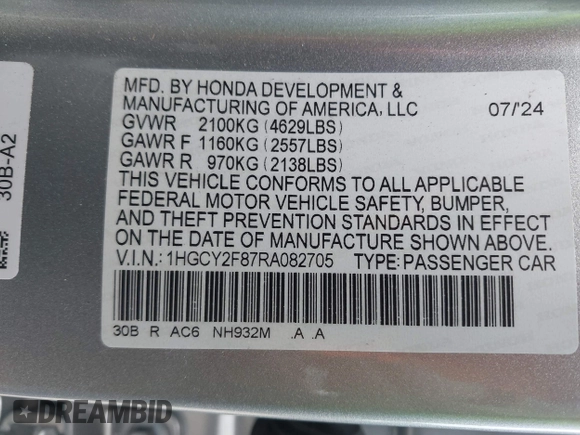 MFD. BY HONDA DEVELOPMENT &
MANUFACTURING OF AMERICA, LLC 07/'24
GVWR 2100KG (4629LBS)
GAWR F 1160KG (2557LBS)
GAWR R 970KG (2138LBS)
THIS VEHICLE CONFORMS TO ALL APPLICABLE
FEDERAL MOTOR VEHICLE SAFETY, BUMPER,
AND THEFT PREVENTION STANDARDS IN EFFECT
ON THE DATE OF MANUFACTURE SHOWN ABOVE.
V.I.N.: 1HGCY2F87RA082705 TYPE: PASSENGER CAR
30B R AC6 NH932M .A .A
30B-A2
DREAMBID